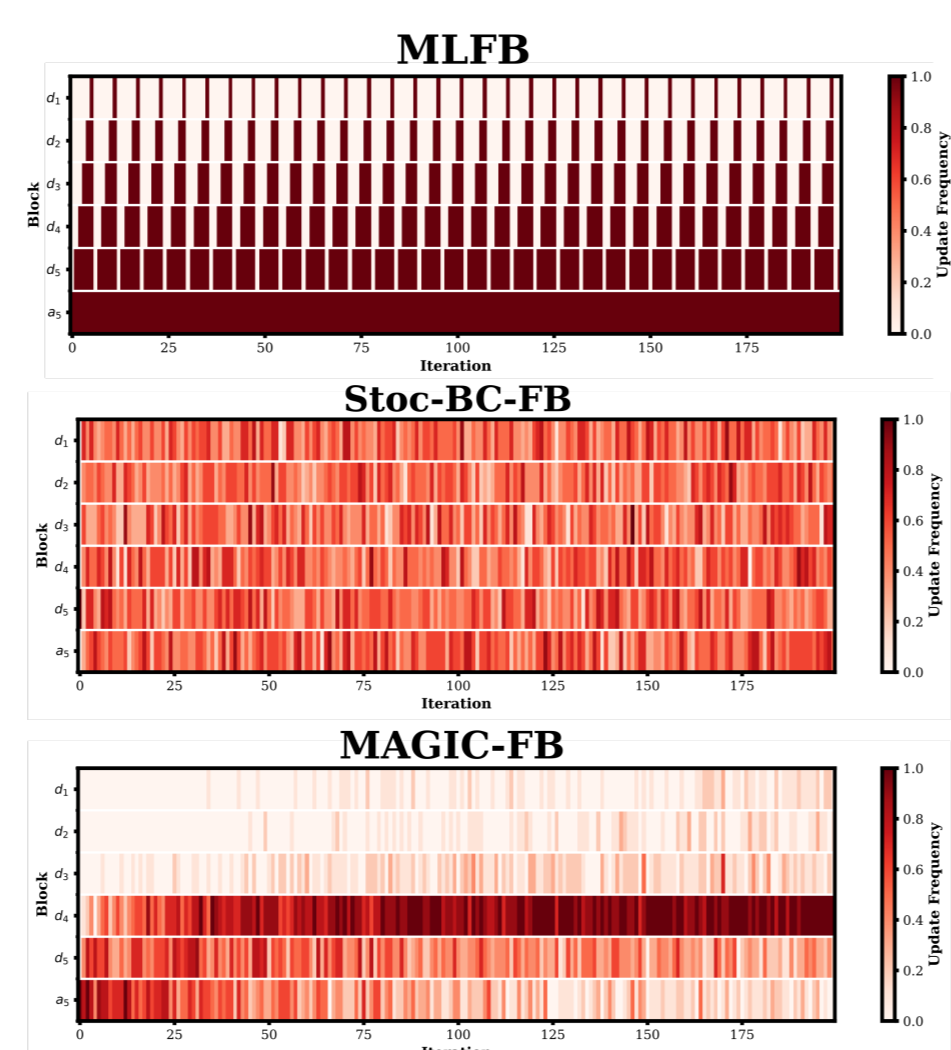 MLFB
d1
d2
d3
d4
d5
a5
Block
0 25 50 75 100 125 150 175
Iteration
1.0
0.8
0.6
0.4
0.2
0.0
Update Frequency
Stoc-BC-FB
d1
d2
d3
d4
d5
a5
Block
0 25 50 75 100 125 150 175
Iteration
1.0
0.8
0.6
0.4
0.2
0.0
Update Frequency
MAGIC-FB
d1
d2
d3
d4
d5
a5
Block
0 25 50 75 100 125 150 175
Iteration
1.0
0.8
0.6
0.4
0.2
0.0
Update Frequency